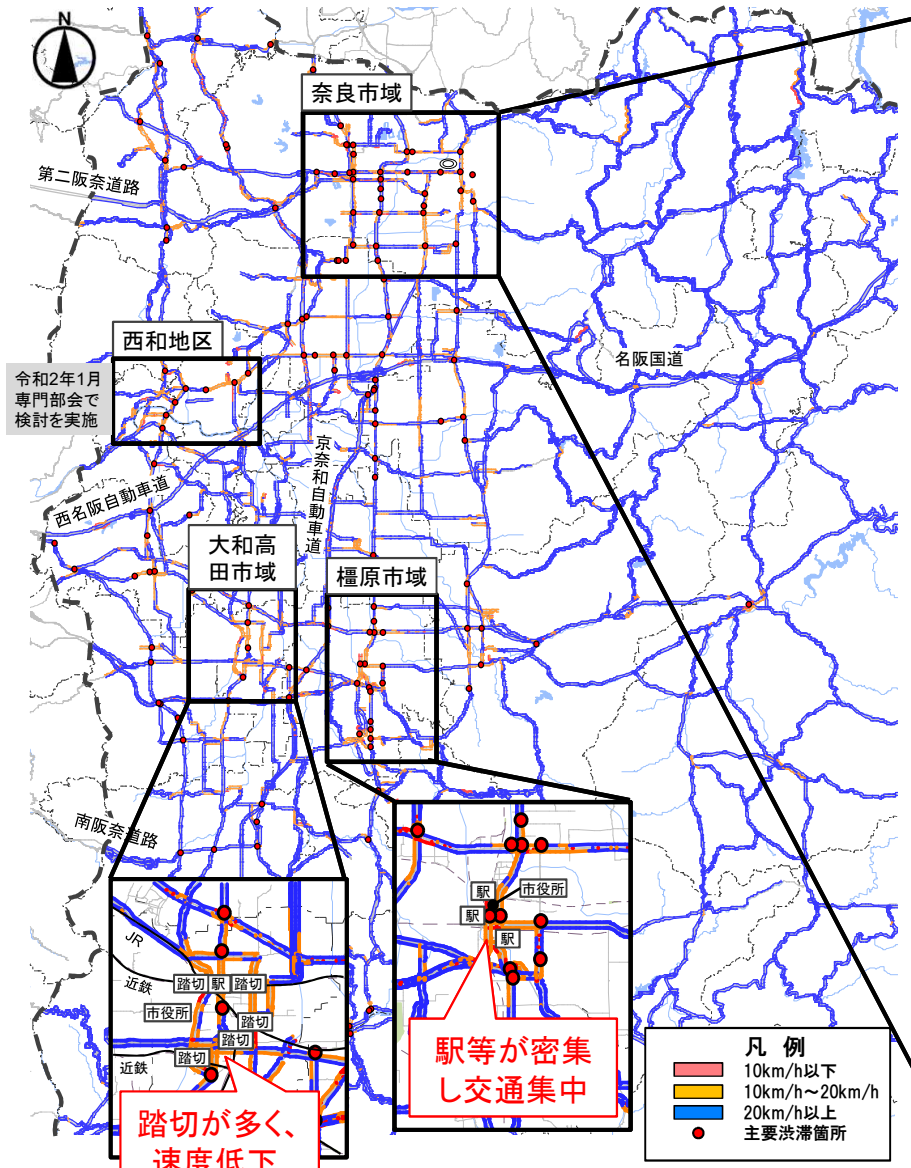 N
奈良市域
第二阪奈道路
名阪国道
西和地区
令和2年1月
専門部会で
検討を実施
京奈和自動車道
西名阪自動車道
大和高
田市域
橿原市域
南阪奈道路
駅
市役所
駅
駅
駅等が密集
し交通集中
JR
近鉄
踏切
駅
踏切
市役所
踏切
踏切
踏切
近鉄
踏切が多く、
速度低下
凡 例
10km/h以下
10km/h～20km/h
20km/h以上
主要渋滞箇所